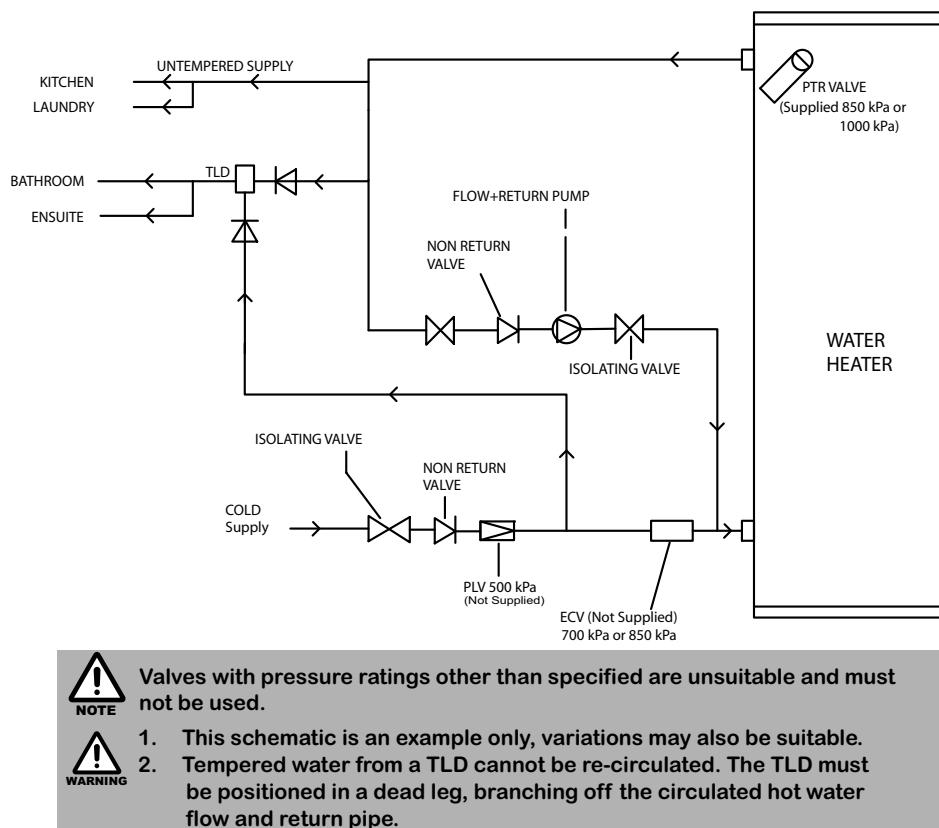 UNTEMPERED SUPPLY
KITCHEN
LAUNDRY
PTR VALVE
(Supplied 850 kPa or
1000 kPa)
TLD
BATHROOM
ENSUITE
FLOW+RETURN PUMP
NON RETURN
VALVE
ISOLATING VALVE
WATER
HEATER
ISOLATING VALVE
NON RETURN
VALVE
COLD
Supply
PLV 500 kPa
(Not Supplied)
ECV (Not Supplied)
700 kPa or 850 kPa
NOTE
Valves with pressure ratings other than specified are unsuitable and must
not be used.
WARNING
1. This schematic is an example only, variations may also be suitable.
2. Tempered water from a TLD cannot be re-circulated. The TLD must
be positioned in a dead leg, branching off the circulated hot water
flow and return pipe.